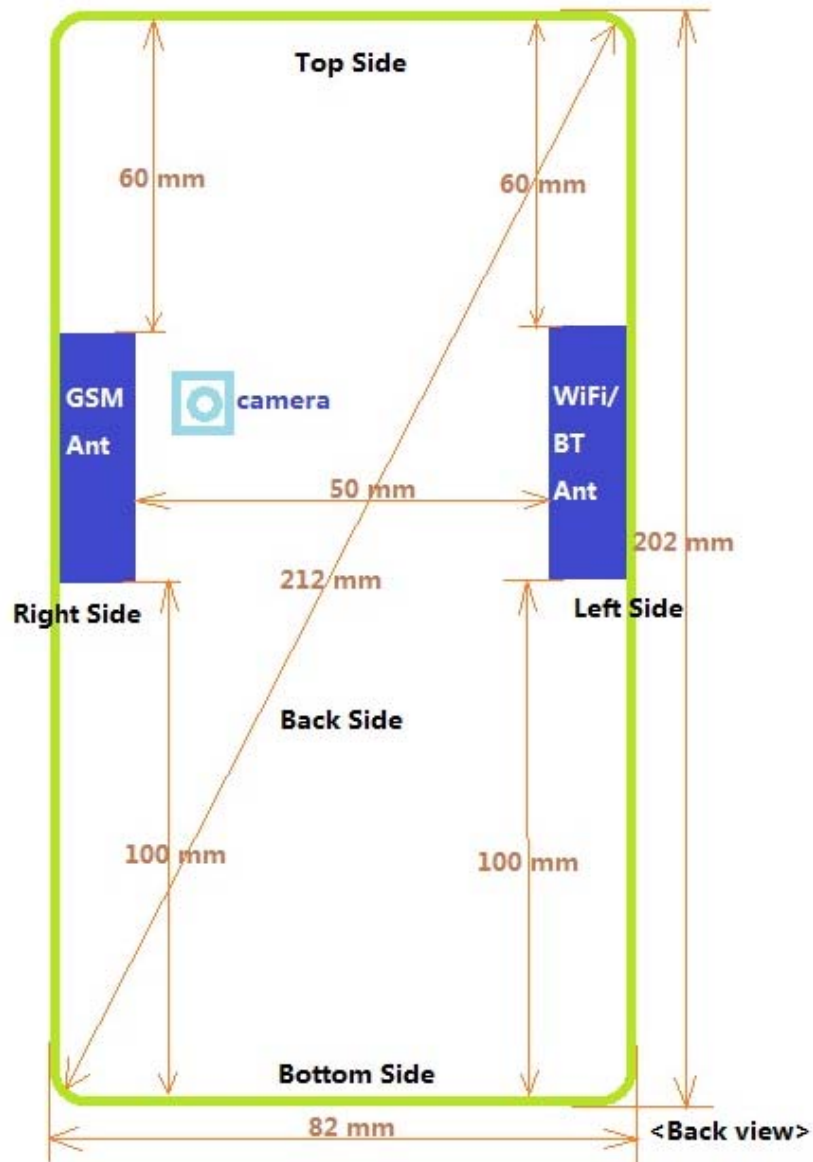 Top Side
60 mm
60 mm
GSM
Ant
camera
WiFi/
BT
Ant
50 mm
202 mm
212 mm
Right Side
Left Side
Back Side
100 mm
100 mm
Bottom Side
82 mm
<Back view>